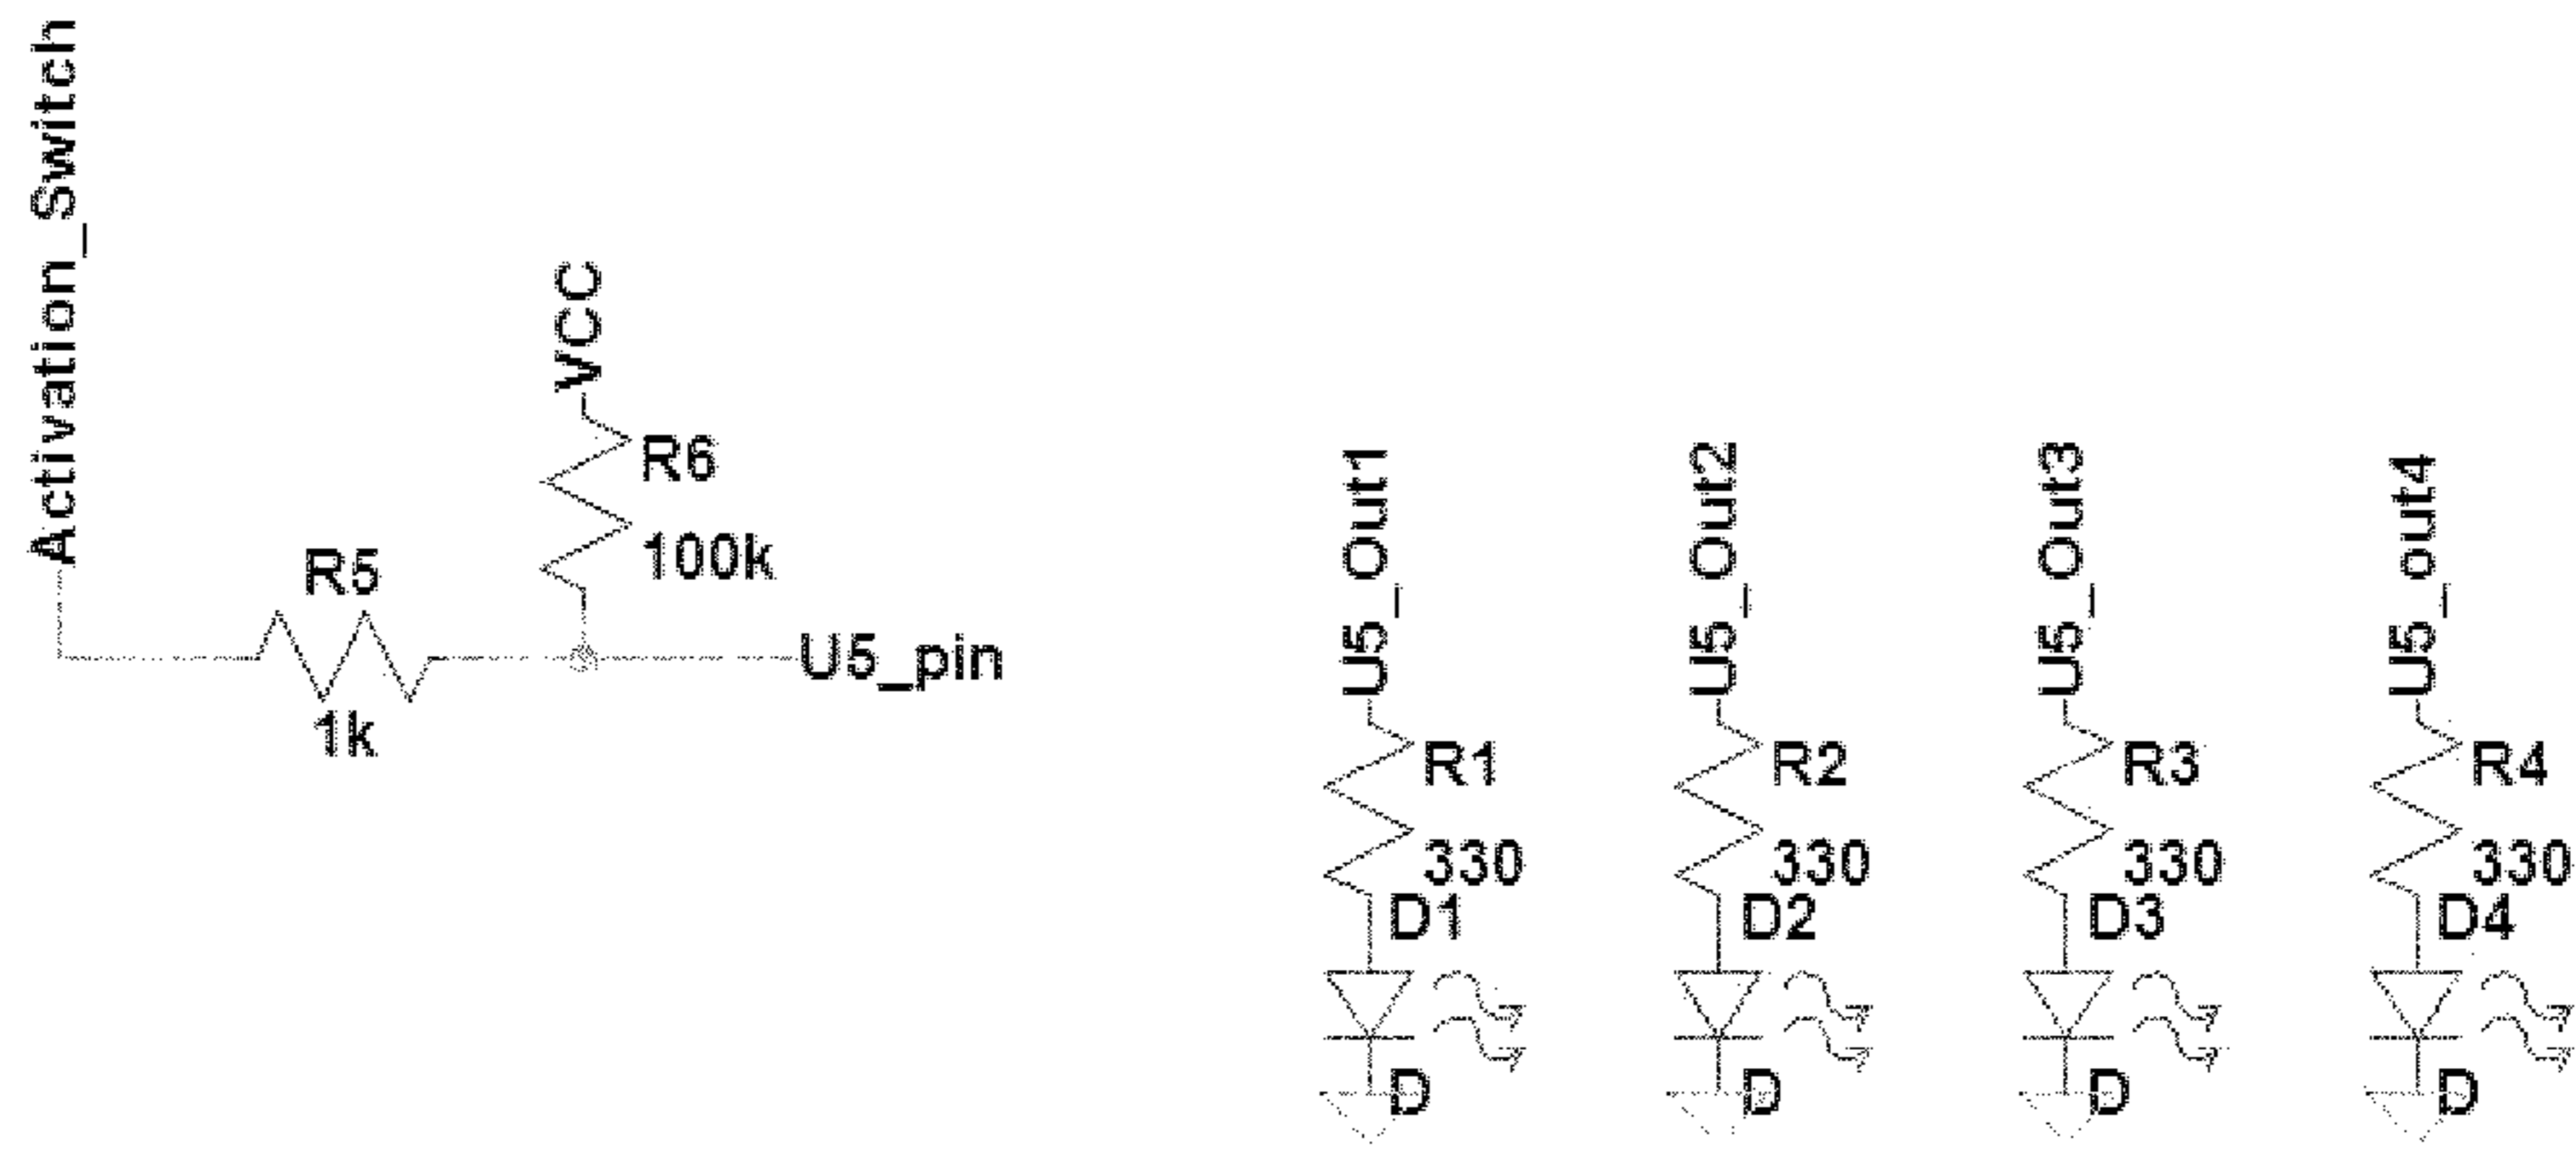 Activation_Switch
VCC
R6
100k
R5
1k
U5_pin
U5_Out1
R1
330
D1
D
U5_Out2
R2
330
D2
D
U5_Out3
R3
330
D3
D
U5_out4
R4
330
D4
D